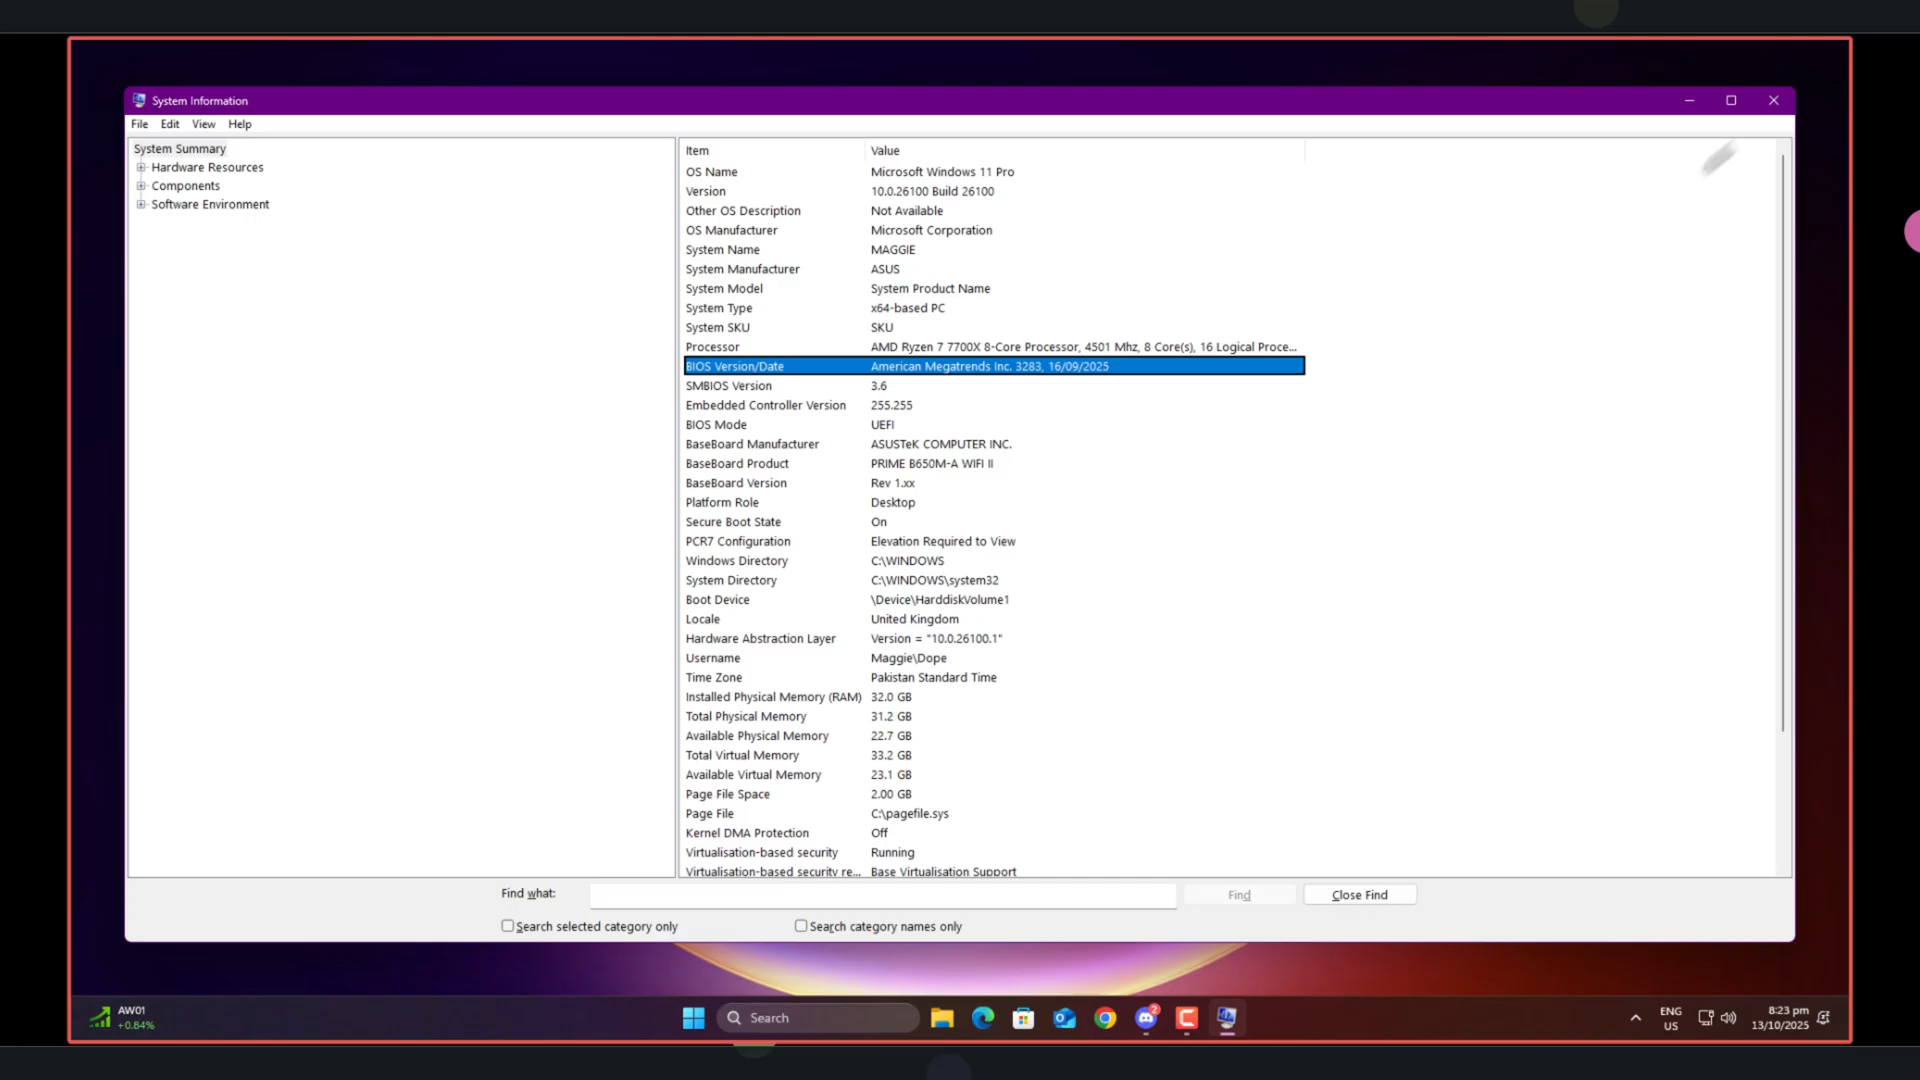 System Information
File Edit View Help
System Summary
Hardware Resources
Components
Software Environment
Item Value
OS Name Microsoft Windows 11 Pro
Version 10.0.26100 Build 26100
Other OS Description Not Available
OS Manufacturer Microsoft Corporation
System Name MAGGIE
System Manufacturer ASUS
System Model System Product Name
System Type x64-based PC
System SKU SKU
Processor AMD Ryzen 7 7700X 8-Core Processor, 4501 Mhz, 8 Core(s), 16 Logical Proce...
BIOS Version/Date American Megatrends Inc. 3283, 16/09/2025
SMBIOS Version 3.6
Embedded Controller Version 255.255
BIOS Mode UEFI
BaseBoard Manufacturer ASUSTeK COMPUTER INC.
BaseBoard Product PRIME B650M-A WIFI II
BaseBoard Version Rev 1.xx
Platform Role Desktop
Secure Boot State On
PCR7 Configuration Elevation Required to View
Windows Directory C:\WINDOWS
System Directory C:\WINDOWS\system32
Boot Device \Device\HarddiskVolume1
Locale United Kingdom
Hardware Abstraction Layer Version = "10.0.26100.1"
Username Maggie\Dope
Time Zone Pakistan Standard Time
Installed Physical Memory (RAM) 32.0 GB
Total Physical Memory 31.2 GB
Available Physical Memory 22.7 GB
Total Virtual Memory 33.2 GB
Available Virtual Memory 23.1 GB
Page File Space 2.00 GB
Page File C:\pagefile.sys
Kernel DMA Protection Off
Virtualisation-based security Running
Virtualisation-based security re... Base Virtualisation Support
Find what: Find Close Find
Search selected category only Search category names only
AW01
+0.84%
Search
2
ENG
US
8:23 pm
13/10/2025